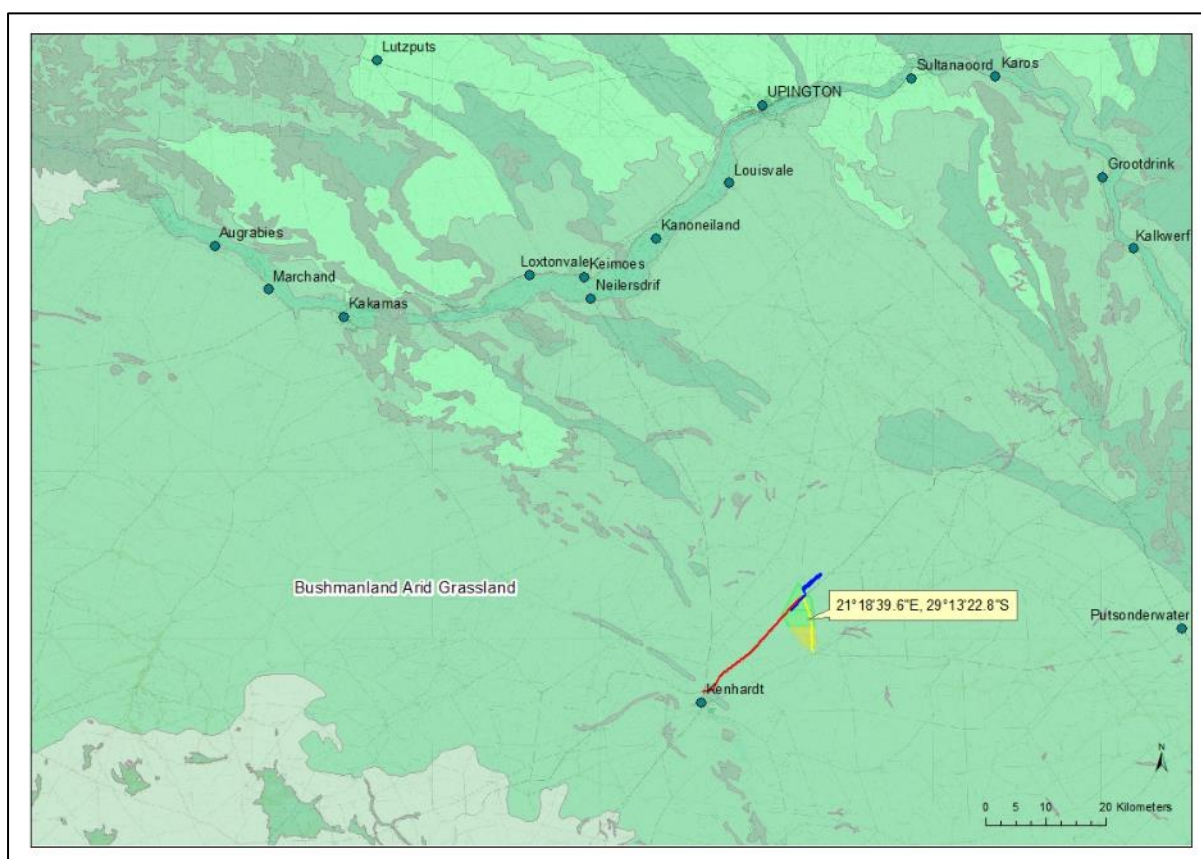 Lutzputs
Sultanaoord
Karos
UPINGTON
Grootdrink
Louisvale
Kanoneiland
Augrabies
Kalkwerf
Loxtonvale
Keimoes
Marchand
Neilersdrif
Kakamas
Bushmanland Arid Grassland
21°18'39.6"E, 29°13'22.8"S
Putsonderwater
Kenhardt
N
0 5 10 20 Kilometers